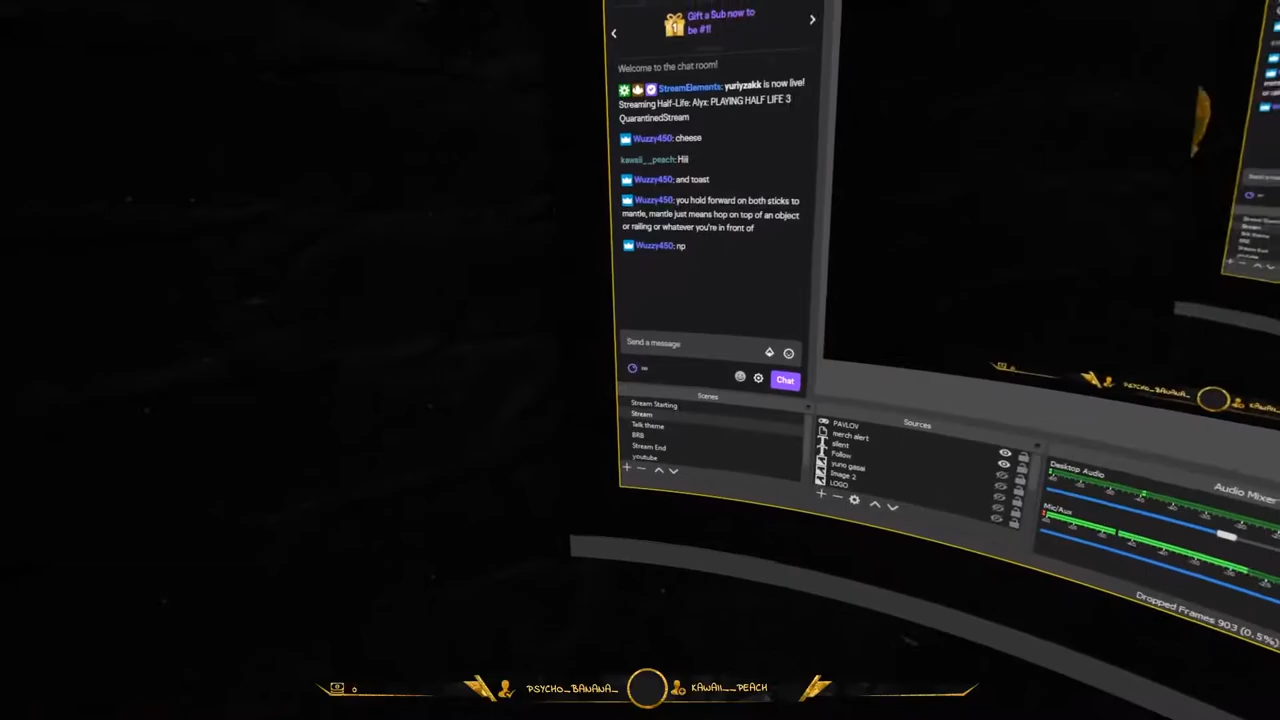 Gift a Sub now to
be #1!
Welcome to the chat room!
StreamElements: yuriyzakk is now live!
Streaming Half-Life: Alyx: PLAYING HALF LIFE 3
QuarantinedStream
Wuzzy450: cheese
kawaii__peach: Hiii
Wuzzy450: and toast
Wuzzy450: you hold forward on both sticks to
mantle, mantle just means hop on top of an object
or railing or whatever you're in front of
Wuzzy450: np
Send a message
Chat
Scenes
Stream Starting
Stream
Talk theme
BRB
Stream End
youtube
Sources
PAVLOV
merch alert
silent
Follow
yuno gasai
Image 2
LOGO
Audio Mixer
Desktop Audio
Mic/Aux
Dropped Frames 903 (0.5%)
0
PSYCHO_BANANA_
KAWAII__PEACH